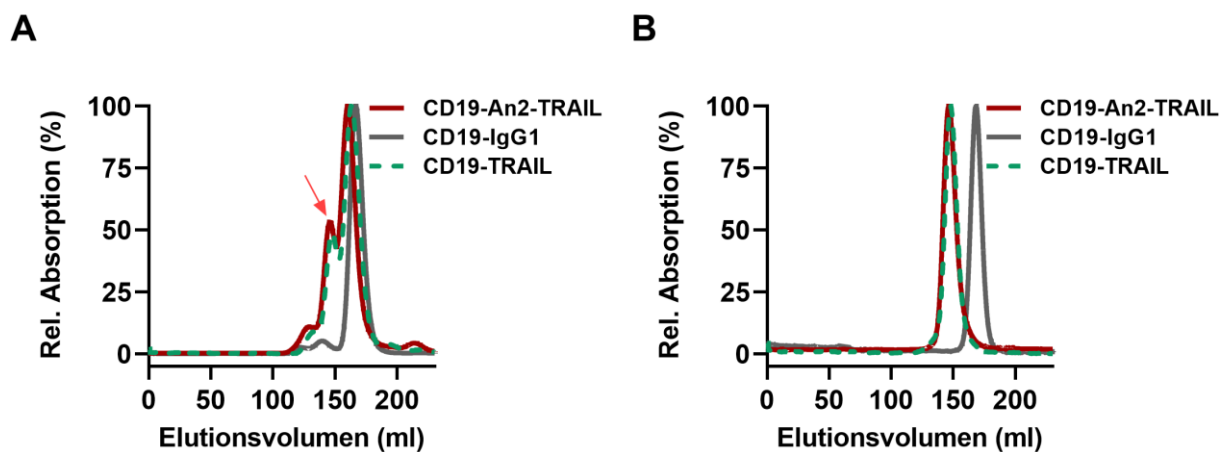 A
Rel. Absorption (%)
100
75
50
25
0
CD19-An2-TRAIL
CD19-IgG1
CD19-TRAIL
0 50 100 150 200
Elutionsvolumen (ml)
B
Rel. Absorption (%)
100
75
50
25
0
CD19-An2-TRAIL
CD19-IgG1
CD19-TRAIL
0 50 100 150 200
Elutionsvolumen (ml)